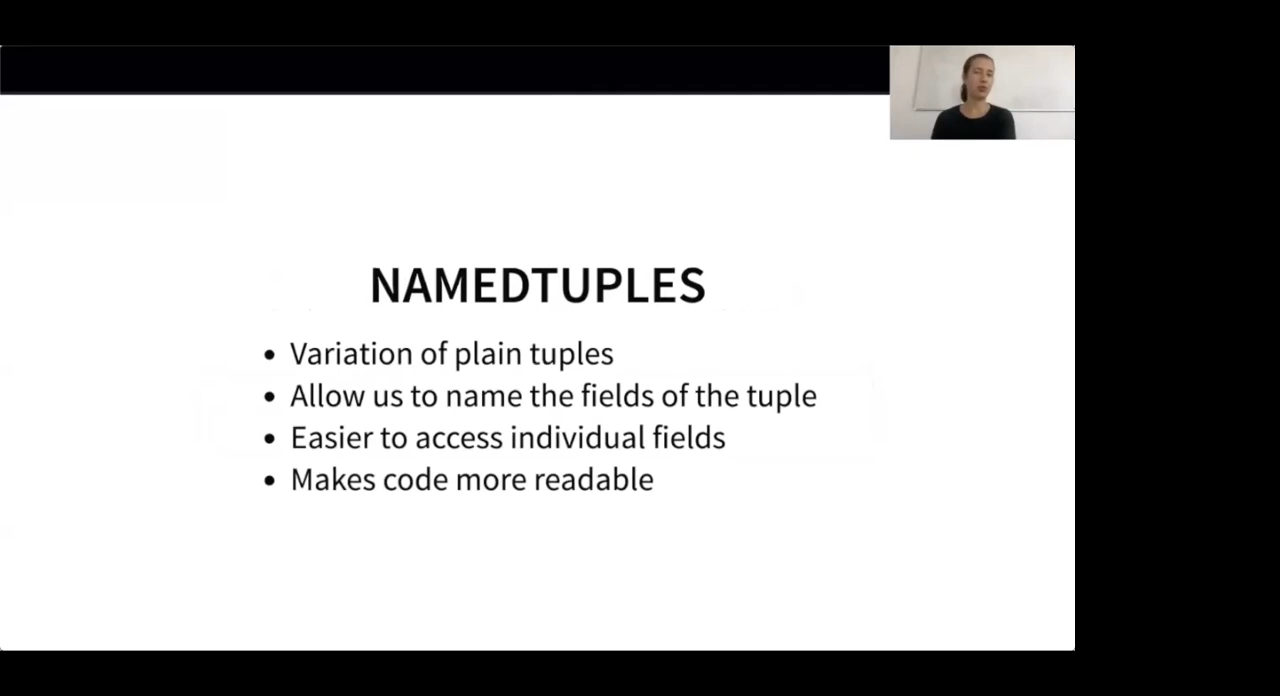 NAMEDTUPLES
• Variation of plain tuples
• Allow us to name the fields of the tuple
• Easier to access individual fields
• Makes code more readable